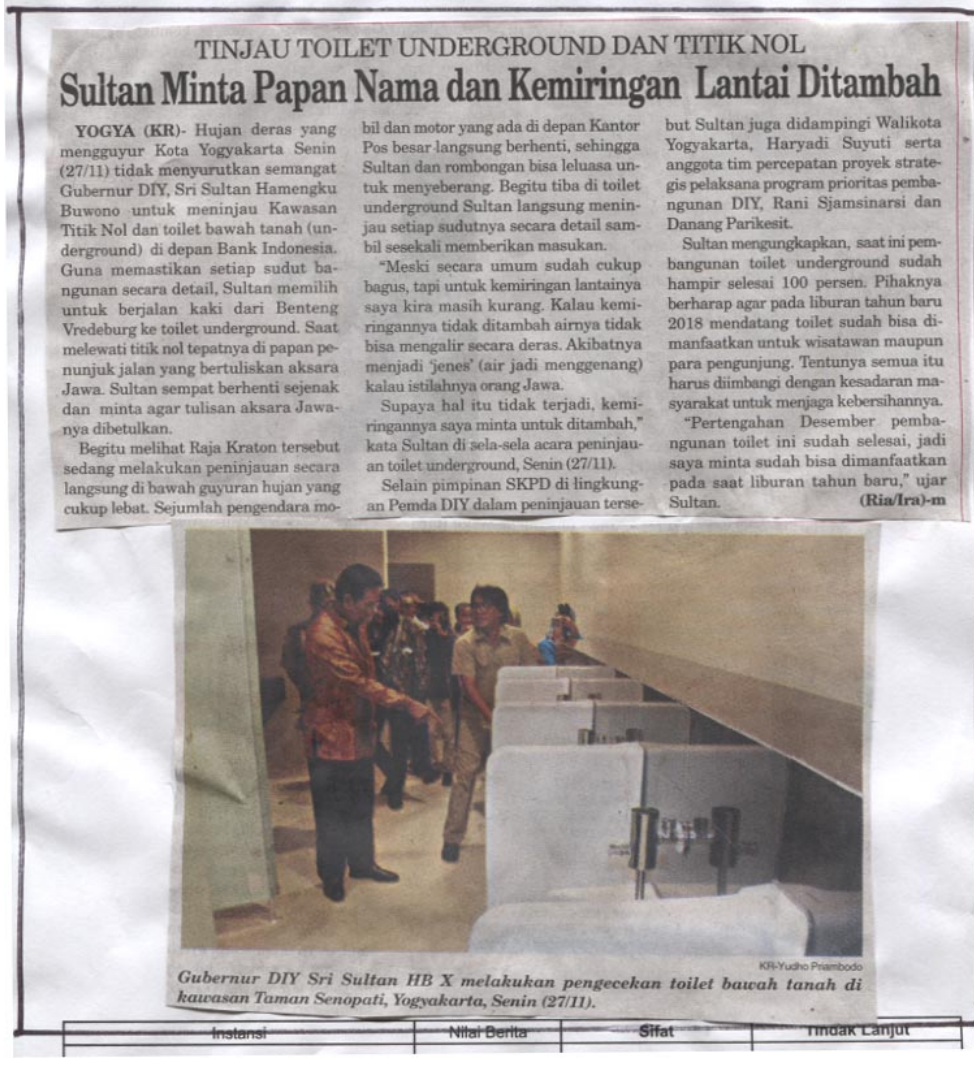 TINJAU TOILET UNDERGROUND DAN TITIK NOL
Sultan Minta Papan Nama dan Kemiringan Lantai Ditambah
YOGYA (KR)- Hujan deras yang
mengguyur Kota Yogyakarta Senin
(27/11) tidak menyurutkan semangat
Gubernur DIY, Sri Sultan Hamengku
Buwono untuk meninjau Kawasan
Titik Nol dan toilet bawah tanah (un-
derground) di depan Bank Indonesia.
Guna memastikan setiap sudut ba-
ngunan secara detail, Sultan memilih
untuk berjalan kaki dari Benteng
Vredeburg ke toilet underground. Saat
melewati titik nol tepatnya di papan pe-
nunjuk jalan yang bertuliskan aksara
Jawa. Sultan sempat berhenti sejenak
dan minta agar tulisan aksara Jawa-
nya dibetulkan.
Begitu melihat Raja Kraton tersebut
sedang melakukan peninjauan secara
langsung di bawah guyuran hujan yang
cukup lebat. Sejumlah pengendara mo-
bil dan motor yang ada di depan Kantor
Pos besar langsung berhenti, sehingga
Sultan dan rombongan bisa leluasa un-
tuk menyeberang. Begitu tiba di toilet
underground Sultan langsung menin-
jau setiap sudutnya secara detail sam-
bil sesekali memberikan masukan.
"Meski secara umum sudah cukup
bagus, tapi untuk kemiringan lantainya
saya kira masih kurang. Kalau kemi-
ringannya tidak ditambah airnya tidak
bisa mengalir secara deras. Akibatnya
menjadi 'jenes' (air jadi menggenang)
kalau istilahnya orang Jawa.
Supaya hal itu tidak terjadi, kemi-
ringannya saya minta untuk ditambah,"
kata Sultan di sela-sela acara peninjau-
an toilet underground, Senin (27/11).
Selain pimpinan SKPD di lingkung-
an Pemda DIY dalam peninjauan terse-
but Sultan juga didampingi Walikota
Yogyakarta, Haryadi Suyuti serta
anggota tim percepatan proyek strate-
gis pelaksana program prioritas pemba-
ngunan DIY, Rani Sjamsinarsi dan
Danang Parikesit.
Sultan mengungkapkan, saat ini pem-
bangunan toilet underground sudah
hampir selesai 100 persen. Pihaknya
berharap agar pada liburan tahun baru
2018 mendatang toilet sudah bisa di-
manfaatkan untuk wisatawan maupun
para pengunjung. Tentunya semua itu
harus diimbangi dengan kesadaran ma-
syarakat untuk menjaga kebersihannya.
"Pertengahan Desember pemba-
ngunan toilet ini sudah selesai, jadi
saya minta sudah bisa dimanfaatkan
pada saat liburan tahun baru," ujar
Sultan. (Ria/Ira)-m
KR-Yudho Priambodo
Gubernur DIY Sri Sultan HB X melakukan pengecekan toilet bawah tanah di
kawasan Taman Senopati, Yogyakarta, Senin (27/11).
Instansi Nilai Berita Sifat Tindak Lanjut